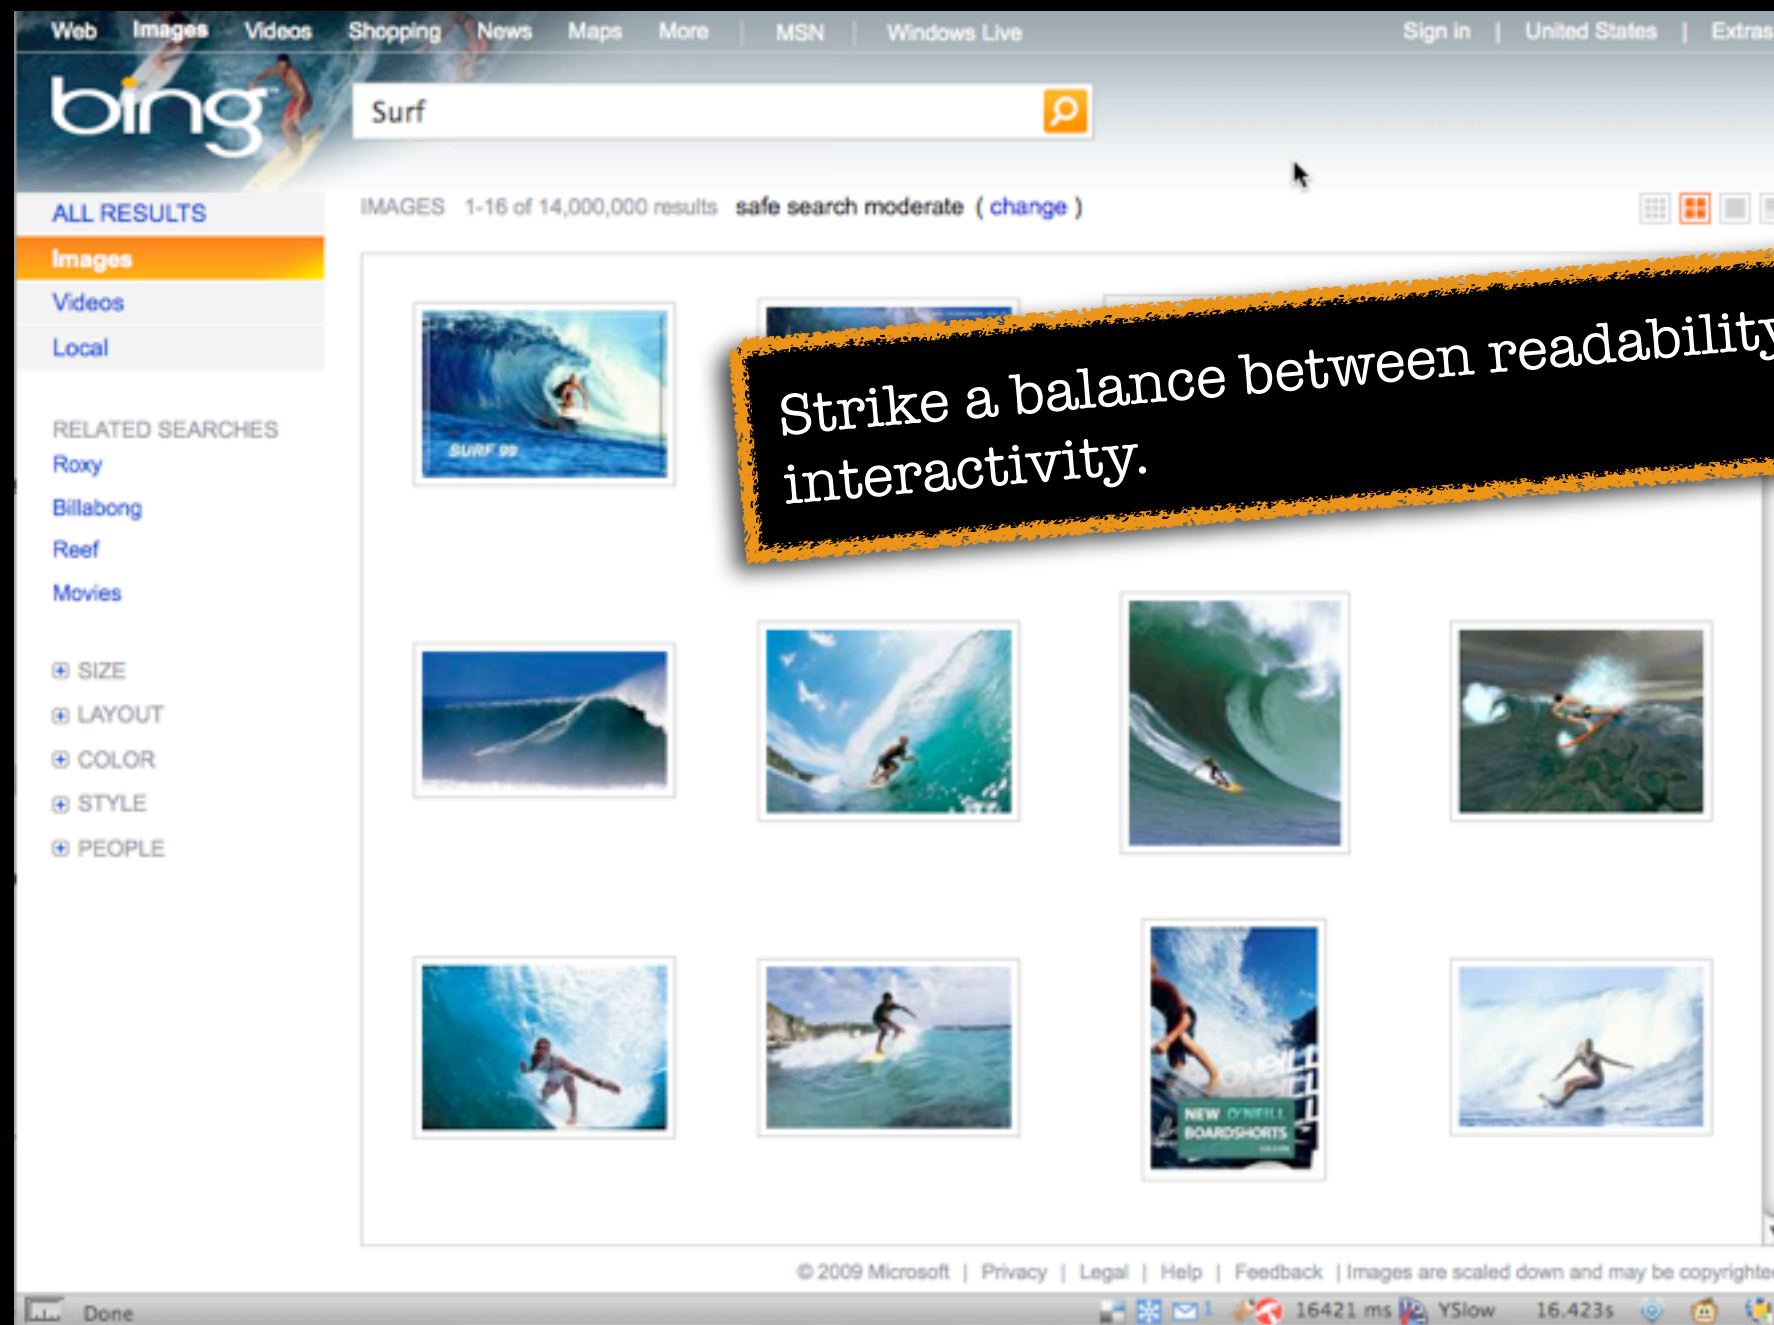 Web Images Videos Shopping News Maps More | MSN | Windows Live Sign in | United States | Extras
bing
Surf
ALL RESULTS
IMAGES 1-16 of 14,000,000 results safe search moderate ( change )
Images
Videos
Local
RELATED SEARCHES
Roxy
Billabong
Reef
Movies
SIZE
LAYOUT
COLOR
STYLE
PEOPLE
SURF 99
Strike a balance between readability
interactivity.
O'NEILL
NEW O'NEILL
BOARDSHORTS
© 2009 Microsoft | Privacy | Legal | Help | Feedback | Images are scaled down and may be copyrighted
Done 1 16421 ms YSlow 16.423s